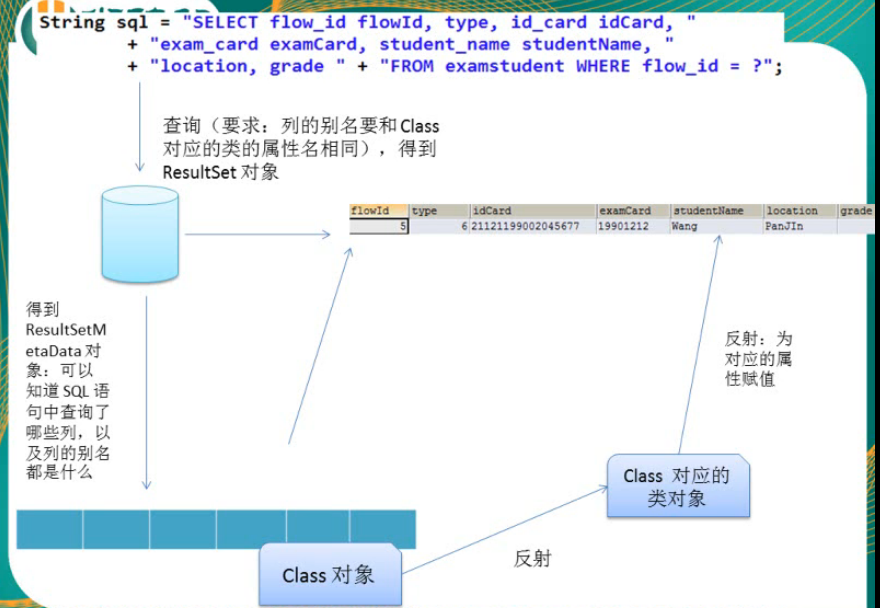 String sql = "SELECT flow_id flowId, type, id_card idCard, "
+ "exam_card examCard, student_name studentName, "
+ "location, grade " + "FROM examstudent WHERE flow_id = ?";
查询（要求：列的别名要和 Class
对应的类的属性名相同），得到
ResultSet 对象
flowId type idCard examCard studentName location grade
5 6 21121199002045677 19901212 Wang PanJIn
得到
ResultSetM
etaData 对
象：可以
知道 SQL 语
句中查询了
哪些列，以
及列的别名
都是什么
反射：为
对应的属
性赋值
Class 对应的
类对象
反射
Class 对象